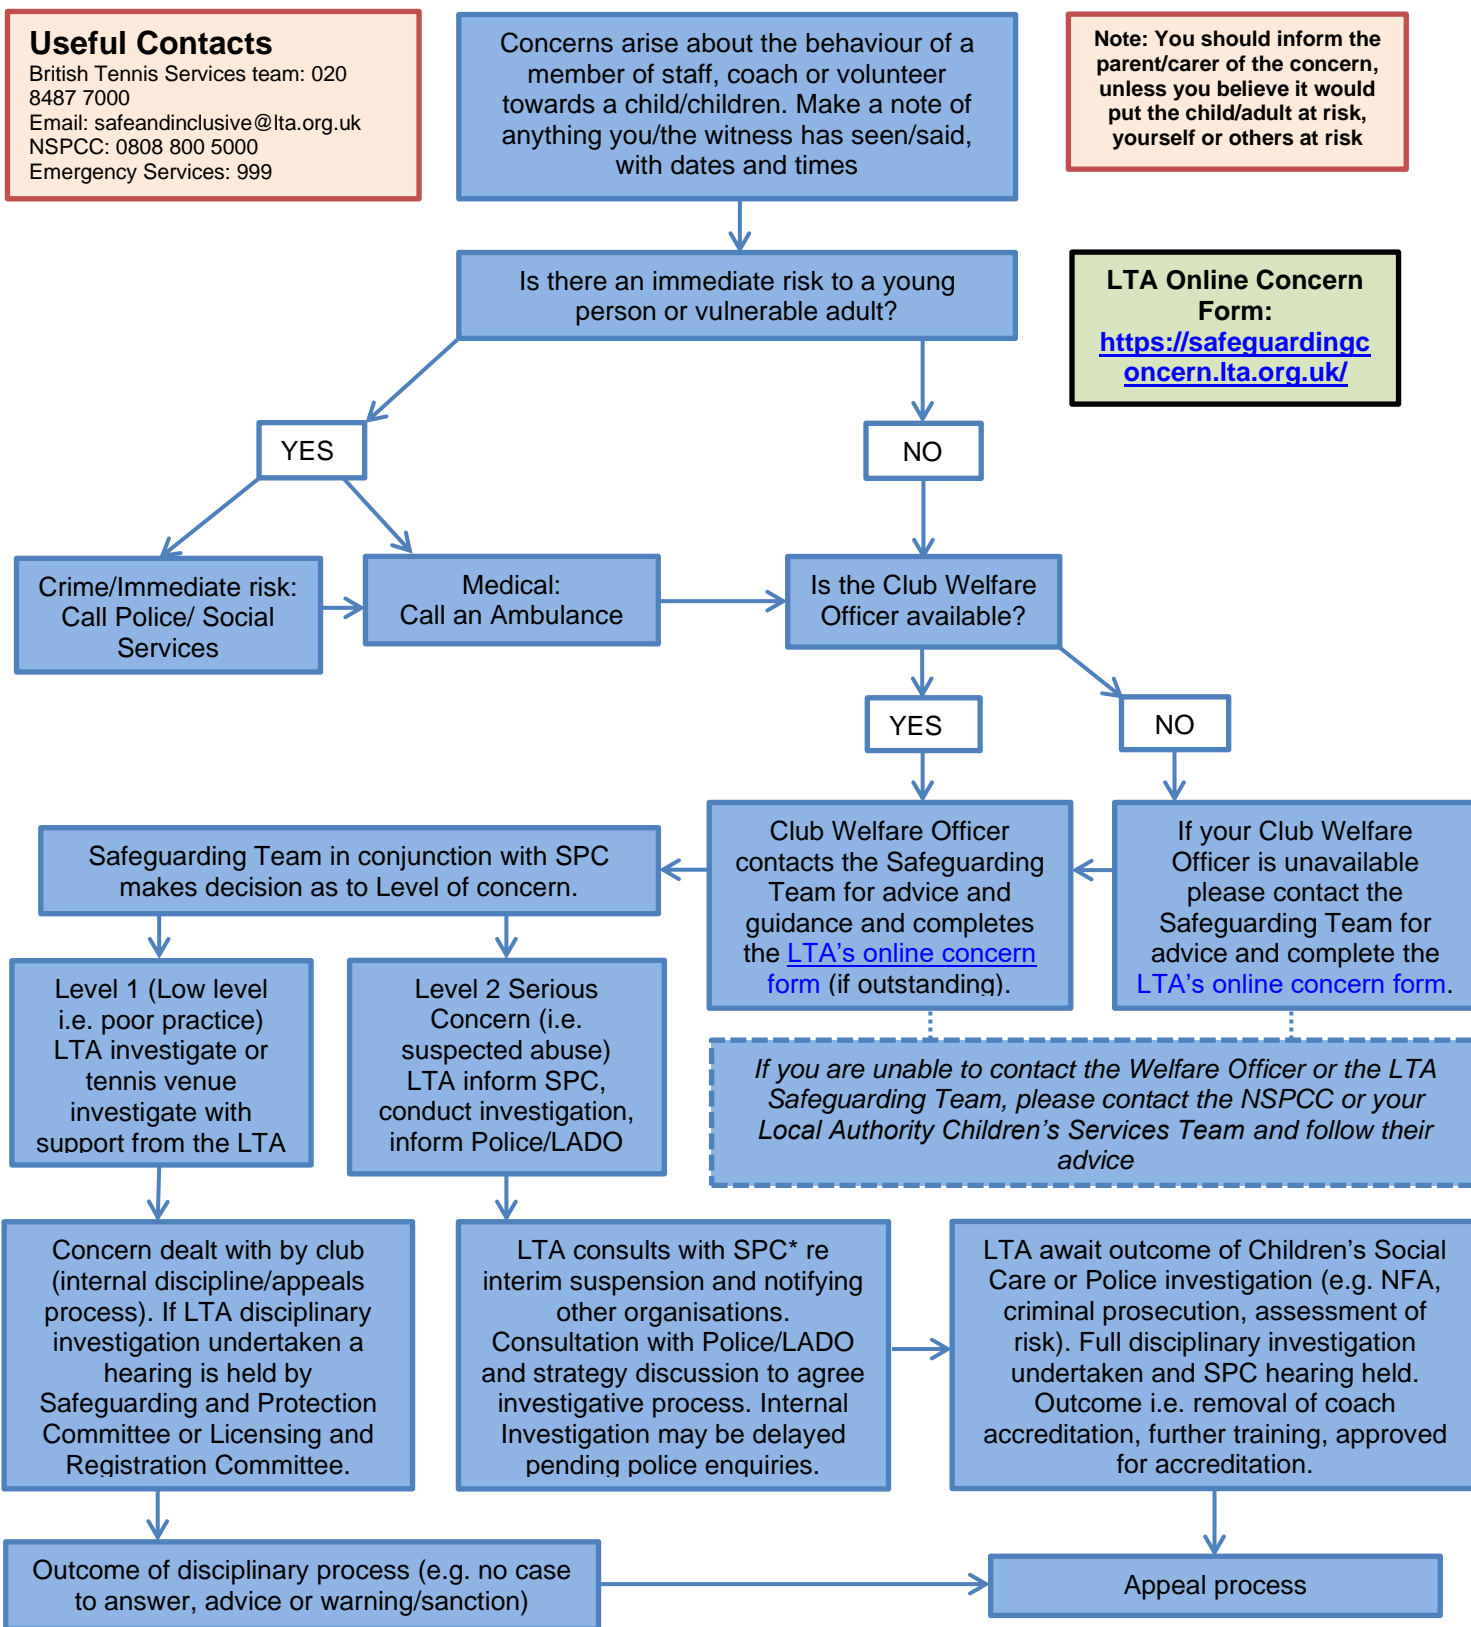 Useful Contacts
British Tennis Services team: 020
8487 7000
Email: safeandinclusive@lta.org.uk
NSPCC: 0808 800 5000
Emergency Services: 999
Concerns arise about the behaviour of a
member of staff, coach or volunteer
towards a child/children. Make a note of
anything you/the witness has seen/said,
with dates and times
Note: You should inform the
parent/carer of the concern,
unless you believe it would
put the child/adult at risk,
yourself or others at risk
Is there an immediate risk to a young
person or vulnerable adult?
LTA Online Concern
Form:
https://safeguardingc
oncern.lta.org.uk/
YES
NO
Crime/Immediate risk:
Call Police/ Social
Services
Medical:
Call an Ambulance
Is the Club Welfare
Officer available?
YES
NO
Safeguarding Team in conjunction with SPC
makes decision as to Level of concern.
Club Welfare Officer
contacts the Safeguarding
Team for advice and
guidance and completes
the LTA's online concern
form (if outstanding).
If your Club Welfare
Officer is unavailable
please contact the
Safeguarding Team for
advice and complete the
LTA's online concern form.
Level 1 (Low level
i.e. poor practice)
LTA investigate or
tennis venue
investigate with
support from the LTA
Level 2 Serious
Concern (i.e.
suspected abuse)
LTA inform SPC,
conduct investigation,
inform Police/LADO
If you are unable to contact the Welfare Officer or the LTA
Safeguarding Team, please contact the NSPCC or your
Local Authority Children's Services Team and follow their
advice
Concern dealt with by club
(internal discipline/appeals
process). If LTA disciplinary
investigation undertaken a
hearing is held by
Safeguarding and Protection
Committee or Licensing and
Registration Committee.
LTA consults with SPC* re
interim suspension and notifying
other organisations.
Consultation with Police/LADO
and strategy discussion to agree
investigative process. Internal
Investigation may be delayed
pending police enquiries.
LTA await outcome of Children's Social
Care or Police investigation (e.g. NFA,
criminal prosecution, assessment of
risk). Full disciplinary investigation
undertaken and SPC hearing held.
Outcome i.e. removal of coach
accreditation, further training, approved
for accreditation.
Outcome of disciplinary process (e.g. no case
to answer, advice or warning/sanction)
Appeal process